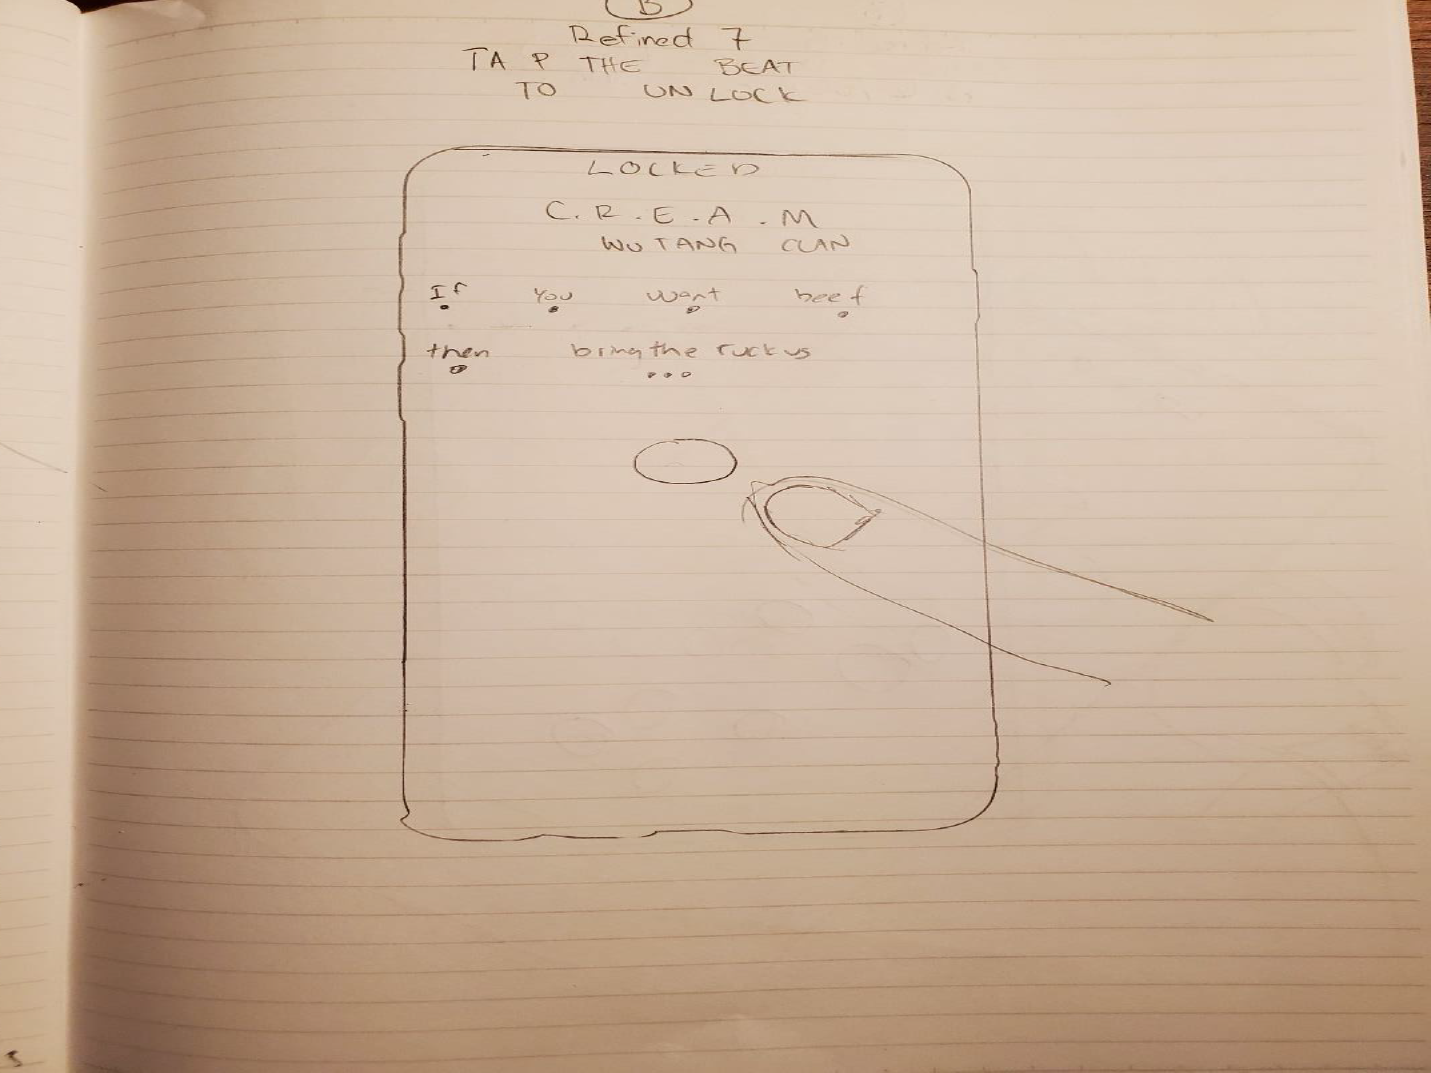 B
Refined 7
TAP THE BEAT
TO UNLOCK
LOCKED
C.R.E.A.M
WU TANG CLAN
If You want beef
then bring the ruckus
s